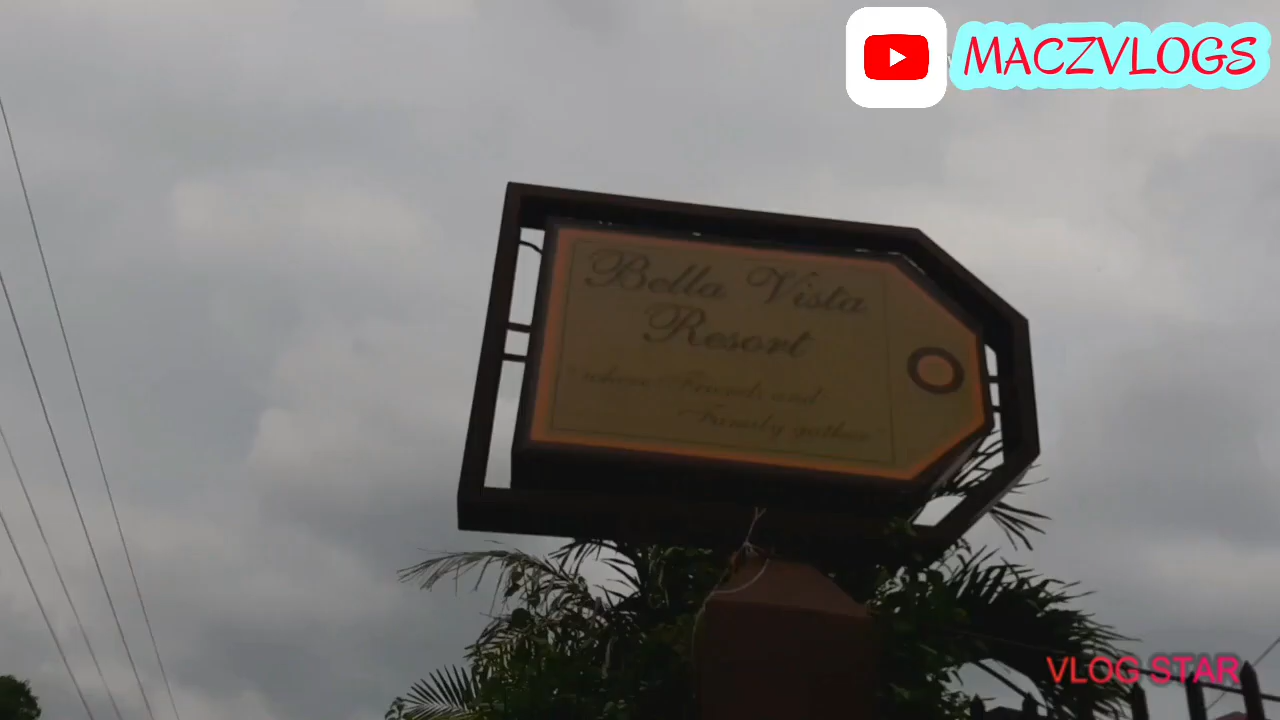 MACZVLOGS
Bella Vista
Resort
"where Friends and
Family gather"
VLOG STAR